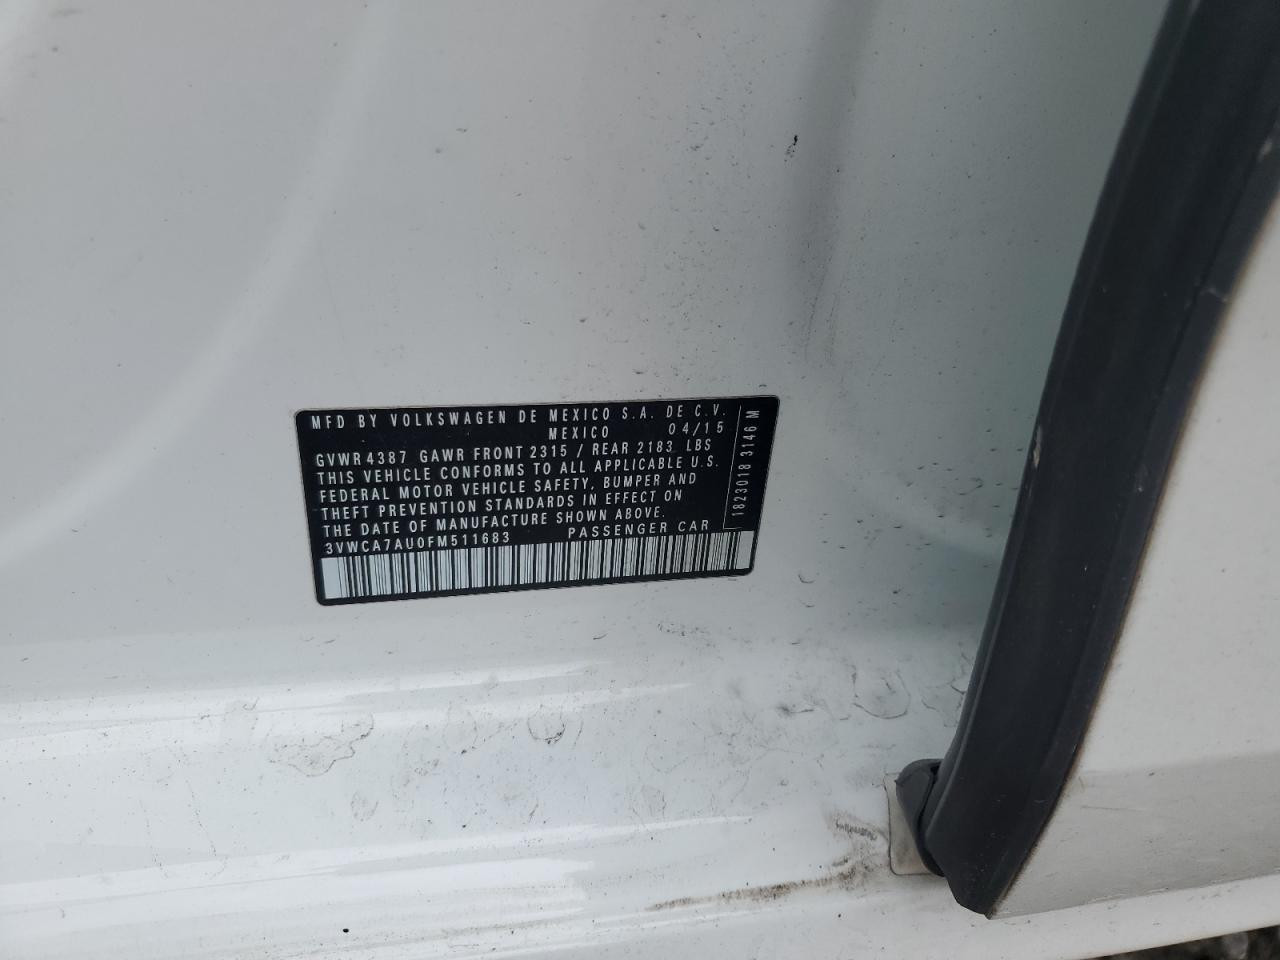 MFD BY VOLKSWAGEN DE MEXICO S.A. DE C.V.
MEXICO 04/15
GVWR 4387 GAWR FRONT 2315 / REAR 2183 LBS
THIS VEHICLE CONFORMS TO ALL APPLICABLE U.S.
FEDERAL MOTOR VEHICLE SAFETY, BUMPER AND
THEFT PREVENTION STANDARDS IN EFFECT ON
THE DATE OF MANUFACTURE SHOWN ABOVE.
3VWCA7AU0FM511683 PASSENGER CAR
1823018 3146 M